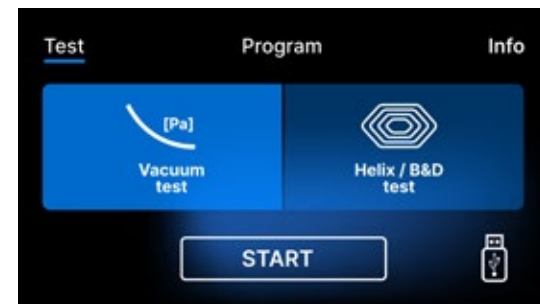 Test Program Info
[Pa]
Vacuum
test
Helix / B&D
test
START